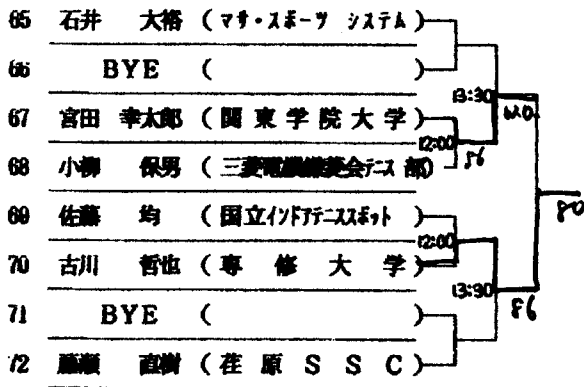 65 石井 大裕 (マサ・スポーツ システム)
66 BYE ( )
13:30
67 宮田 幸太郎 (関東学院大学)
12:00
86
68 小柳 保男 (三菱電機鎌菱会テニス部)
80
69 佐藤 均 (国立インドアテニススポット)
12:00
70 古川 哲也 (専修大学)
13:30
86
71 BYE ( )
72 藤瀬 直樹 (荏原SSC)